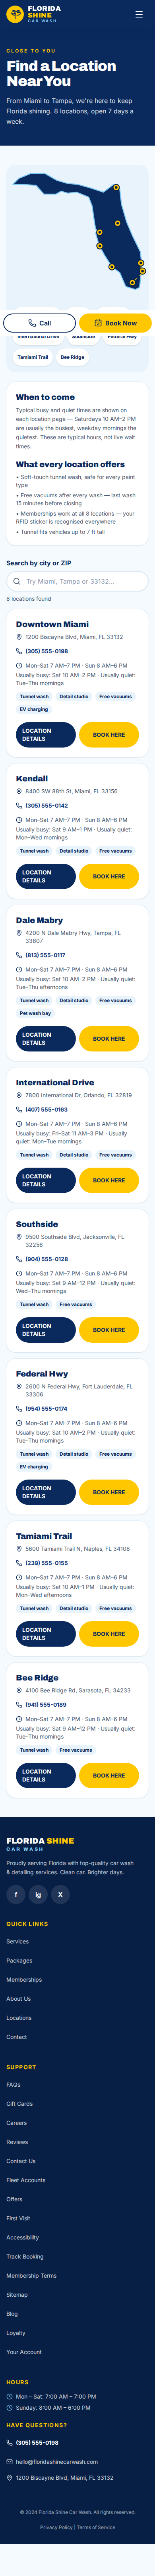 FLORIDA
SHINE
CAR WASH
CLOSE TO YOU
Find a Location
Near You
From Miami to Tampa, we're here to keep
Florida shining. 8 locations, open 7 days a
week.
Call
Book Now
International Drive
Southside
Federal Hwy
Tamiami Trail
Bee Ridge
When to come
Typical busy and quiet times are shown on
each location page — Saturdays 10 AM–2 PM
are usually the busiest, weekday mornings the
quietest. These are typical hours, not live wait
times.
What every location offers
• Soft-touch tunnel wash, safe for every paint
type
• Free vacuums after every wash — last wash
15 minutes before closing
• Memberships work at all 8 locations — your
RFID sticker is recognised everywhere
• Tunnel fits vehicles up to 7 ft tall
Search by city or ZIP
Try Miami, Tampa or 33132...
8 locations found
Downtown Miami
1200 Biscayne Blvd, Miami, FL 33132
(305) 555-0198
Mon–Sat 7 AM–7 PM · Sun 8 AM–6 PM
Usually busy: Sat 10 AM–2 PM · Usually quiet:
Tue–Thu mornings
Tunnel wash
Detail studio
Free vacuums
EV charging
LOCATION
DETAILS
BOOK HERE
Kendall
8400 SW 88th St, Miami, FL 33156
(305) 555-0142
Mon–Sat 7 AM–7 PM · Sun 8 AM–6 PM
Usually busy: Sat 9 AM–1 PM · Usually quiet:
Mon–Wed mornings
Tunnel wash
Detail studio
Free vacuums
LOCATION
DETAILS
BOOK HERE
Dale Mabry
4200 N Dale Mabry Hwy, Tampa, FL
33607
(813) 555-0117
Mon–Sat 7 AM–7 PM · Sun 8 AM–6 PM
Usually busy: Sat 10 AM–2 PM · Usually quiet:
Tue–Thu afternoons
Tunnel wash
Detail studio
Free vacuums
Pet wash bay
LOCATION
DETAILS
BOOK HERE
International Drive
7800 International Dr, Orlando, FL 32819
(407) 555-0163
Mon–Sat 7 AM–7 PM · Sun 8 AM–6 PM
Usually busy: Fri–Sat 11 AM–3 PM · Usually
quiet: Mon–Tue mornings
Tunnel wash
Detail studio
Free vacuums
LOCATION
DETAILS
BOOK HERE
Southside
9500 Southside Blvd, Jacksonville, FL
32256
(904) 555-0128
Mon–Sat 7 AM–7 PM · Sun 8 AM–6 PM
Usually busy: Sat 9 AM–12 PM · Usually quiet:
Wed–Thu mornings
Tunnel wash
Free vacuums
LOCATION
DETAILS
BOOK HERE
Federal Hwy
2600 N Federal Hwy, Fort Lauderdale, FL
33306
(954) 555-0174
Mon–Sat 7 AM–7 PM · Sun 8 AM–6 PM
Usually busy: Sat 10 AM–2 PM · Usually quiet:
Tue–Thu mornings
Tunnel wash
Detail studio
Free vacuums
EV charging
LOCATION
DETAILS
BOOK HERE
Tamiami Trail
5600 Tamiami Trail N, Naples, FL 34108
(239) 555-0155
Mon–Sat 7 AM–7 PM · Sun 8 AM–6 PM
Usually busy: Sat 10 AM–1 PM · Usually quiet:
Mon–Wed afternoons
Tunnel wash
Detail studio
Free vacuums
LOCATION
DETAILS
BOOK HERE
Bee Ridge
4100 Bee Ridge Rd, Sarasota, FL 34233
(941) 555-0189
Mon–Sat 7 AM–7 PM · Sun 8 AM–6 PM
Usually busy: Sat 9 AM–12 PM · Usually quiet:
Tue–Thu mornings
Tunnel wash
Free vacuums
LOCATION
DETAILS
BOOK HERE
FLORIDA SHINE
CAR WASH
Proudly serving Florida with top-quality car wash
& detailing services. Clean car. Brighter days.
f
ig
X
QUICK LINKS
Services
Packages
Memberships
About Us
Locations
Contact
SUPPORT
FAQs
Gift Cards
Careers
Reviews
Contact Us
Fleet Accounts
Offers
First Visit
Accessibility
Track Booking
Membership Terms
Sitemap
Blog
Loyalty
Your Account
HOURS
Mon – Sat: 7:00 AM – 7:00 PM
Sunday: 8:00 AM – 6:00 PM
HAVE QUESTIONS?
(305) 555-0198
hello@floridashinecarwash.com
1200 Biscayne Blvd, Miami, FL 33132
© 2024 Florida Shine Car Wash. All rights reserved.
Privacy Policy | Terms of Service